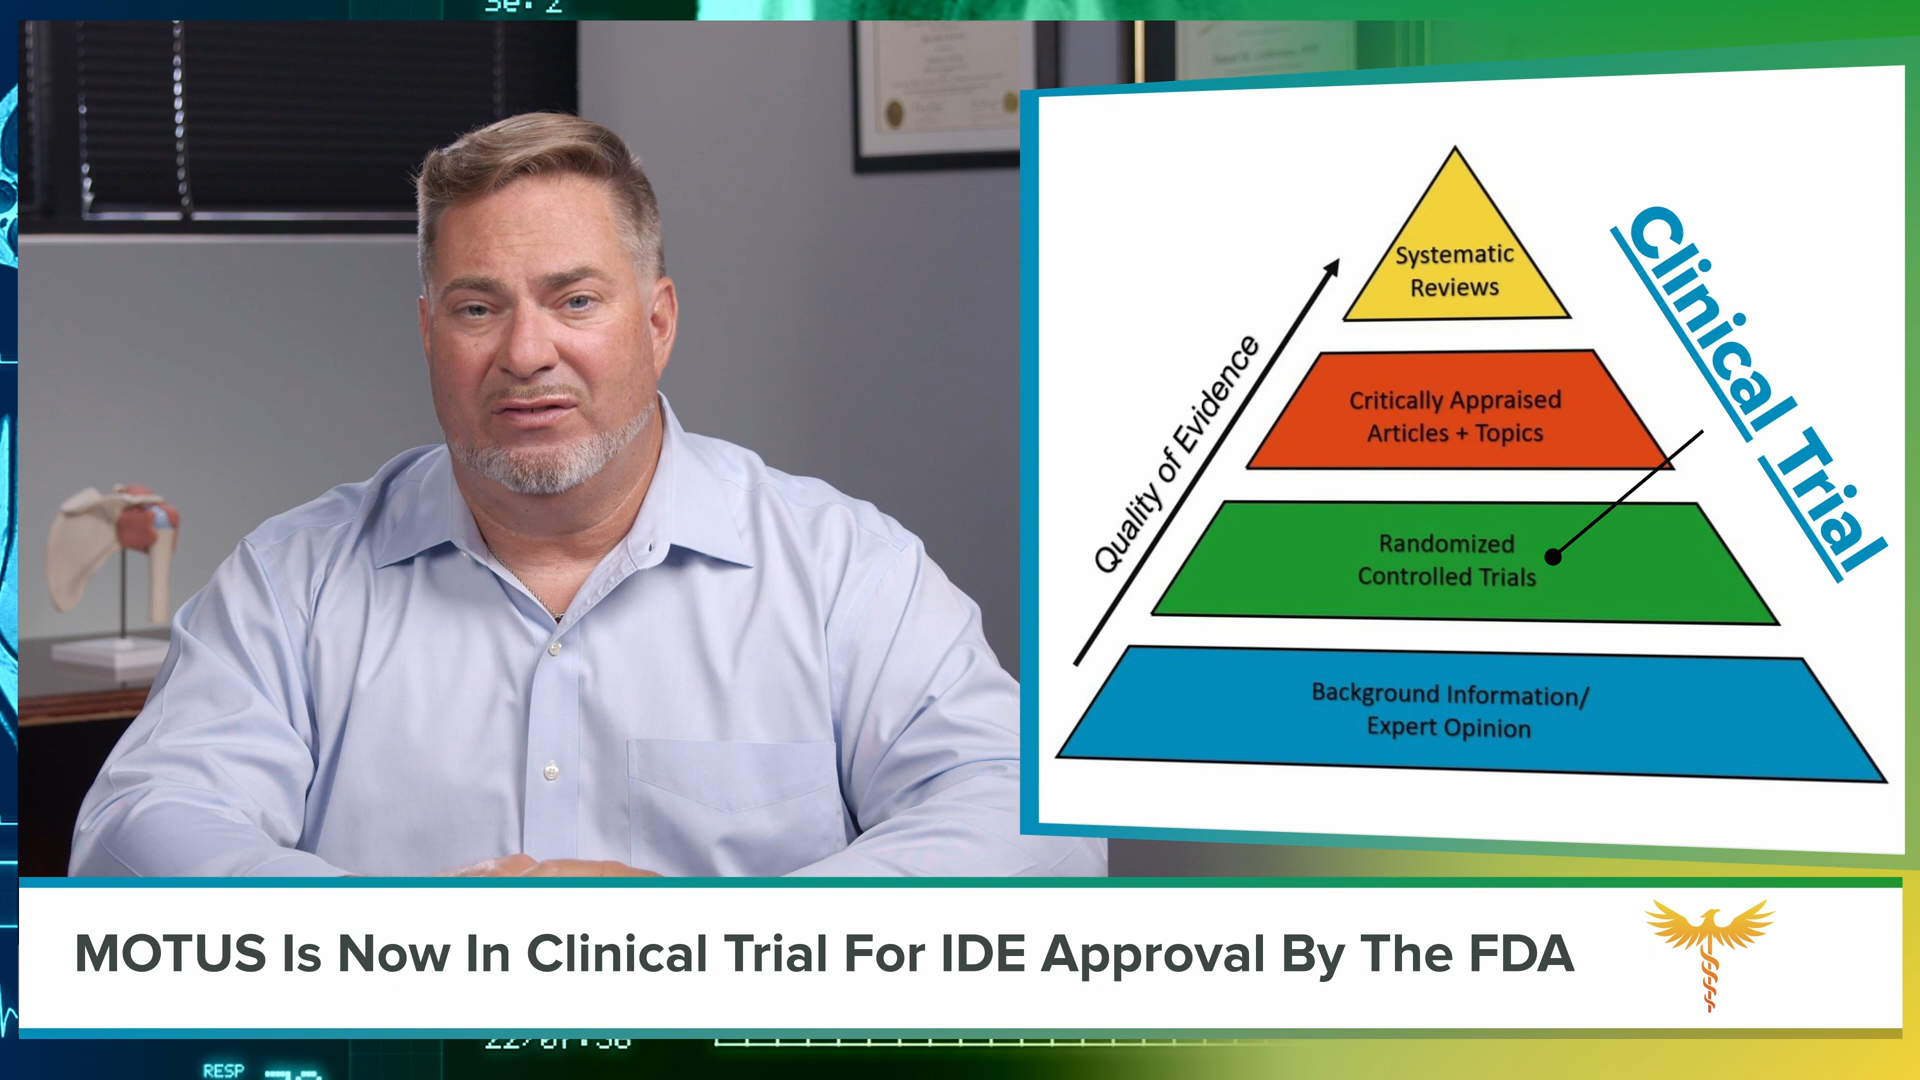 Systematic
Reviews
Critically Appraised
Articles + Topics
Randomized
Controlled Trials
Background Information/
Expert Opinion
Quality of Evidence
Clinical Trial
MOTUS Is Now In Clinical Trial For IDE Approval By The FDA
RESP